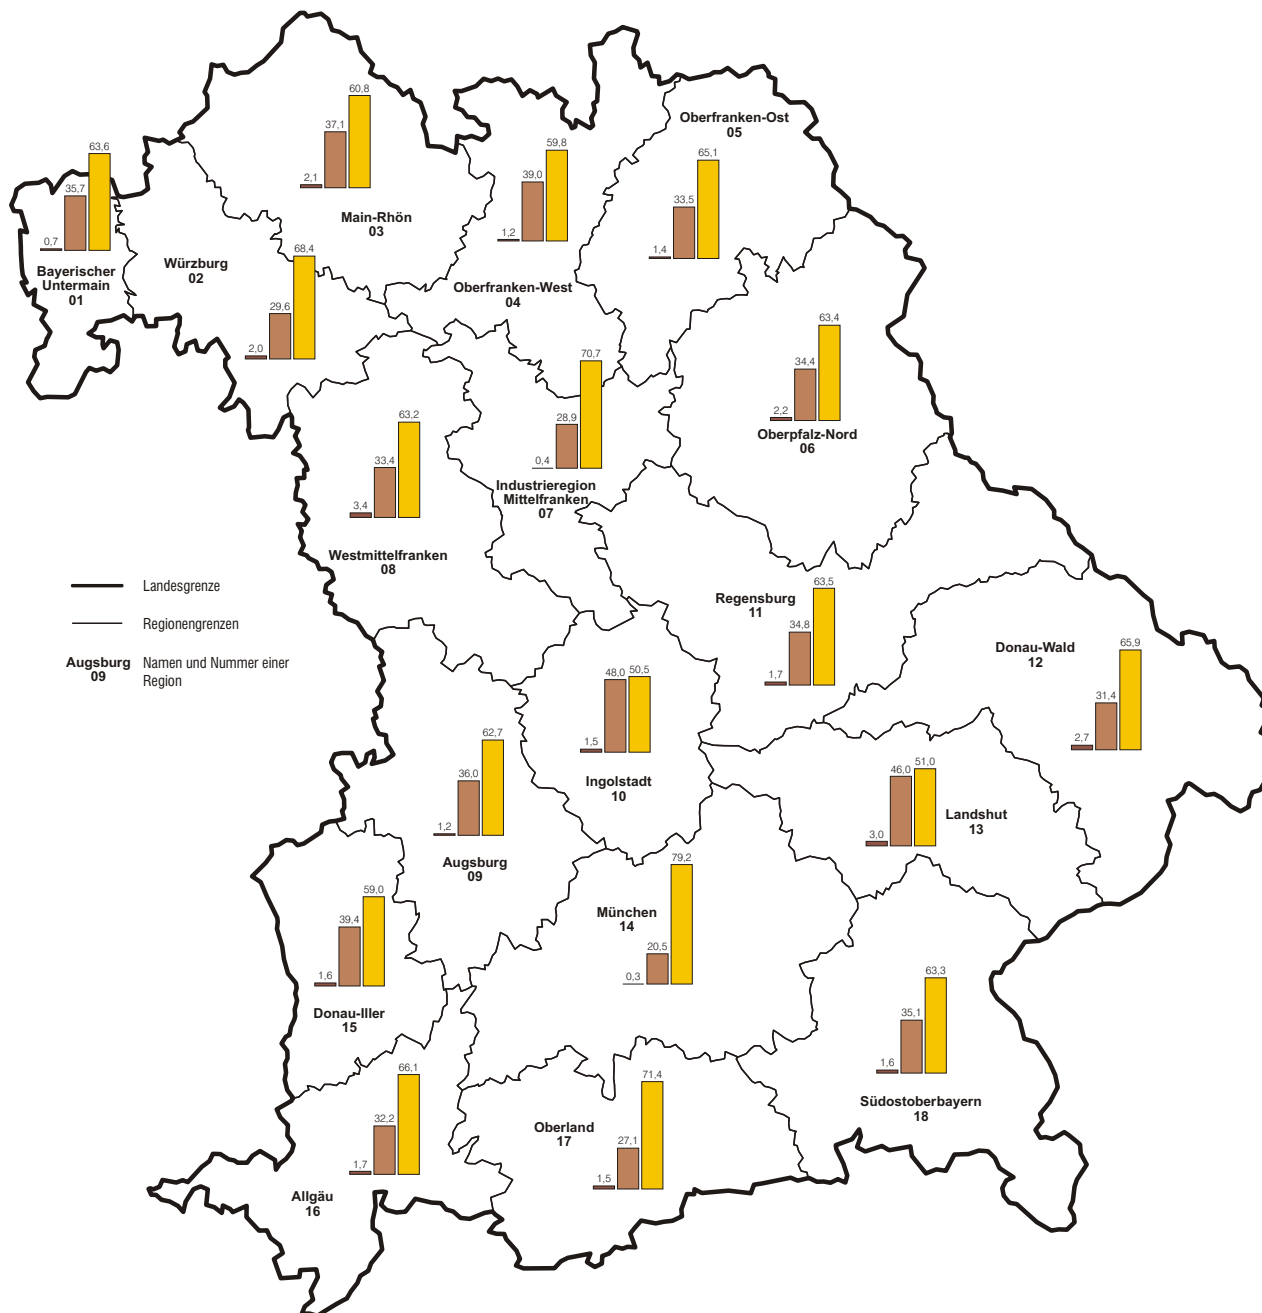 60,8
37,1
2,1
Main-Rhön
03
59,8
39,0
1,2
Oberfranken-West
04
Oberfranken-Ost
05
65,1
33,5
1,4
63,6
35,7
0,7
Bayerischer
Untermain
01
Würzburg
02
68,4
29,6
2,0
63,4
34,4
2,2
Oberpfalz-Nord
06
70,7
28,9
0,4
Industrieregion
Mittelfranken
07
63,2
33,4
3,4
Westmittelfranken
08
Landesgrenze
Regionengrenzen
Augsburg
09
Namen und Nummer einer
Region
Regensburg
11
63,5
34,8
1,7
Donau-Wald
12
65,9
31,4
2,7
48,0
50,5
1,5
Ingolstadt
10
62,7
36,0
1,2
Augsburg
09
46,0
51,0
3,0
Landshut
13
München
14
79,2
20,5
0,3
59,0
39,4
1,6
Donau-Iller
15
63,3
35,1
1,6
Südostoberbayern
18
66,1
32,2
1,7
Allgäu
16
Oberland
17
71,4
27,1
1,5